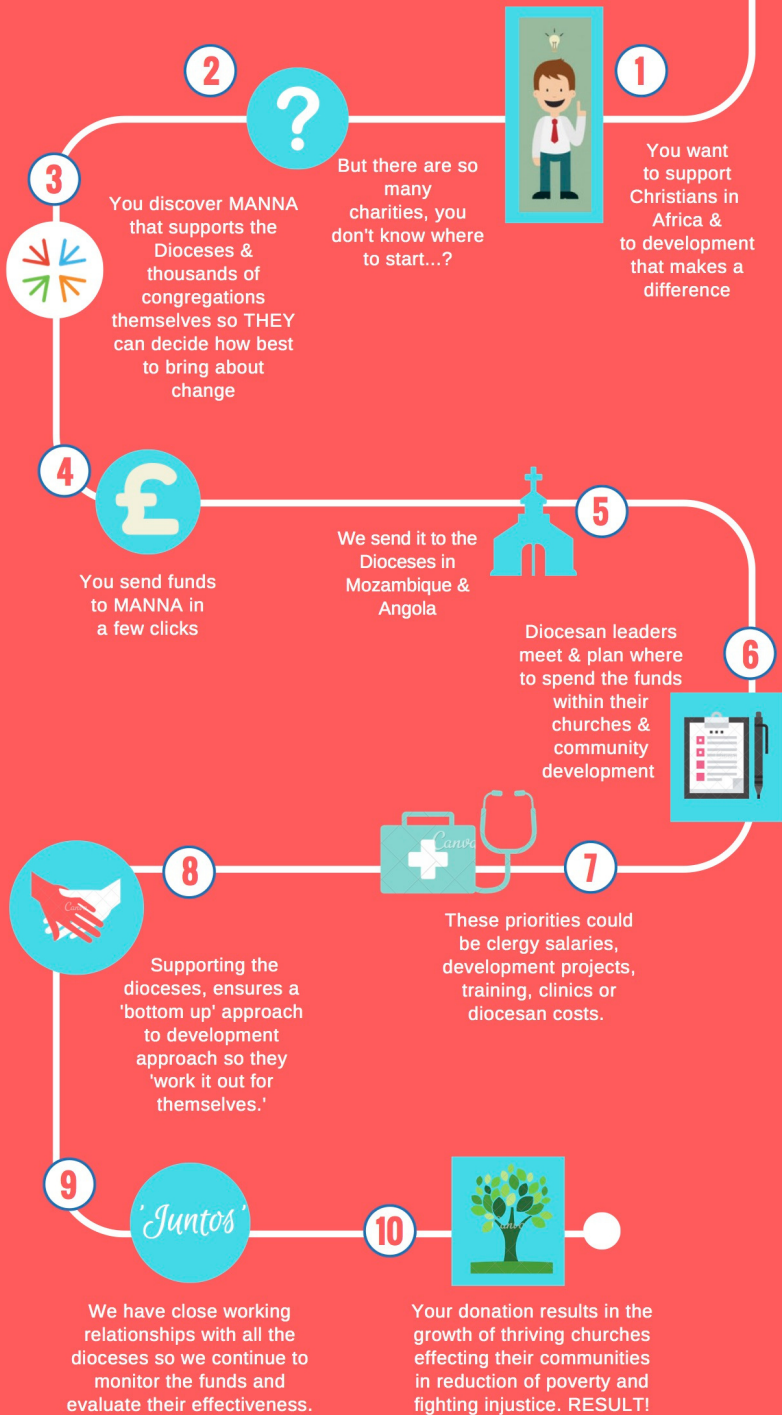 1
You want
to support
Christians in
Africa &
to development
that makes a
difference
2
But there are so
many
charities, you
don't know where
to start...?
3
You discover MANNA
that supports the
Dioceses &
thousands of
congregations
themselves so THEY
can decide how best
to bring about
change
4
£
You send funds
to MANNA in
a few clicks
5
We send it to the
Dioceses in
Mozambique &
Angola
6
Diocesan leaders
meet & plan where
to spend the funds
within their
churches &
community
development
7
Canva
These priorities could
be clergy salaries,
development projects,
training, clinics or
diocesan costs.
8
Canva
Supporting the
dioceses, ensures a
'bottom up' approach
to development
approach so they
'work it out for
themselves.'
9
'Juntos'
We have close working
relationships with all the
dioceses so we continue to
monitor the funds and
evaluate their effectiveness.
10
Canva
Your donation results in the
growth of thriving churches
effecting their communities
in reduction of poverty and
fighting injustice. RESULT!